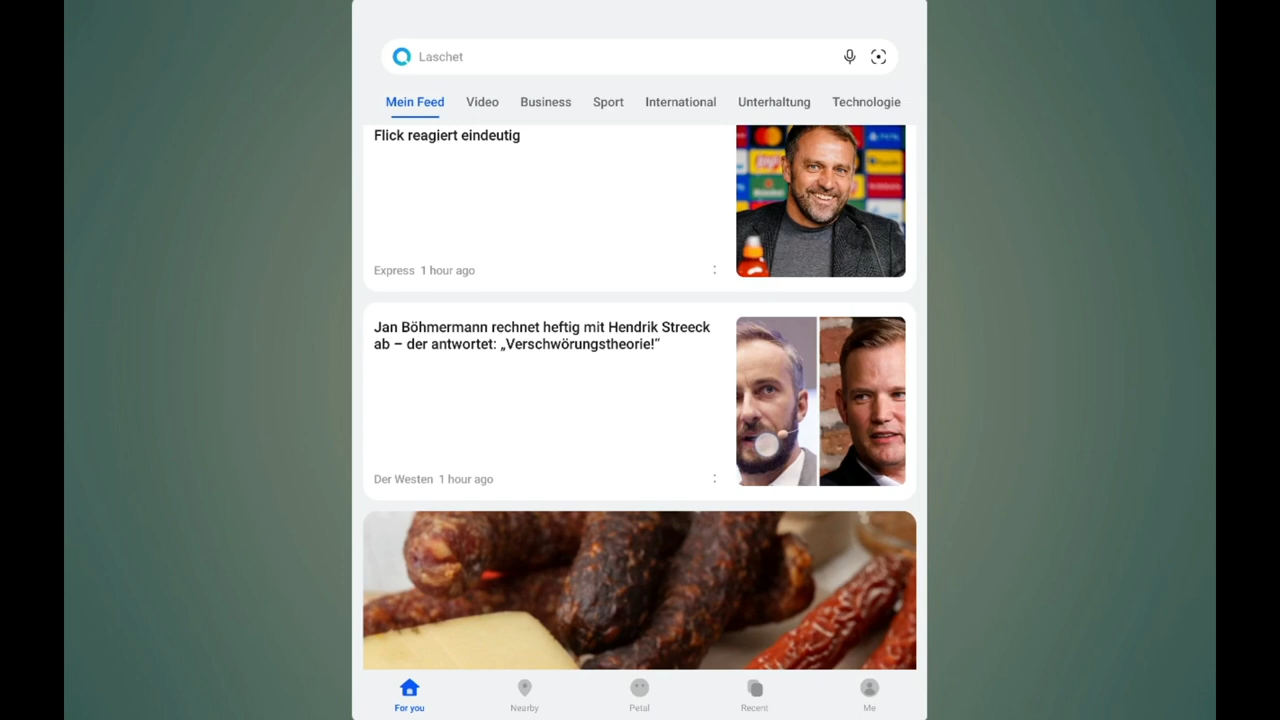 Laschet
Mein Feed Video Business Sport International Unterhaltung Technologie
Flick reagiert eindeutig
Express 1 hour ago
Jan Böhmermann rechnet heftig mit Hendrik Streeck
ab – der antwortet: „Verschwörungstheorie!“
Der Westen 1 hour ago
For you Nearby Petal Recent Me